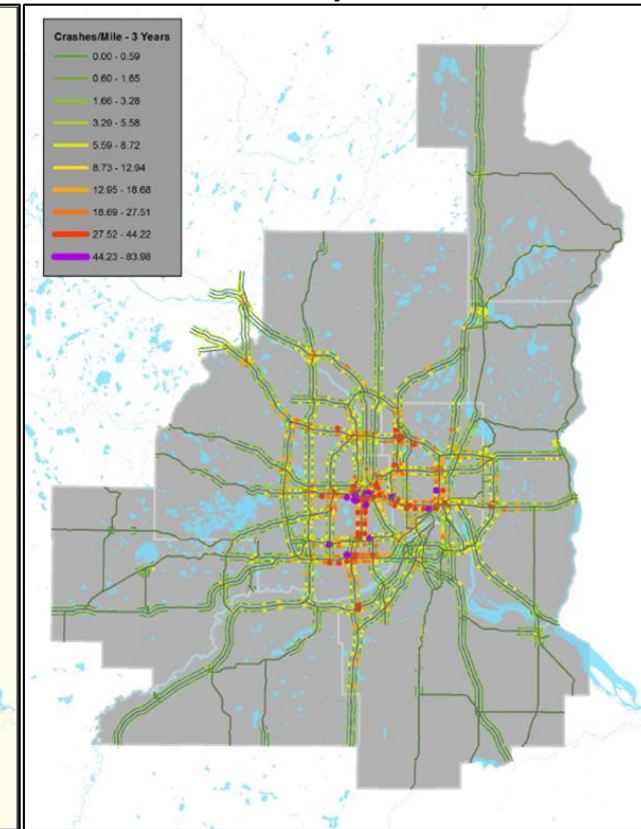 Crashes/Mile - 3 Years
0.00 - 0.59
0.60 - 1.65
1.66 - 3.28
3.29 - 5.58
5.59 - 8.72
8.73 - 12.94
12.95 - 18.68
18.69 - 27.51
27.52 - 44.22
44.23 - 83.98